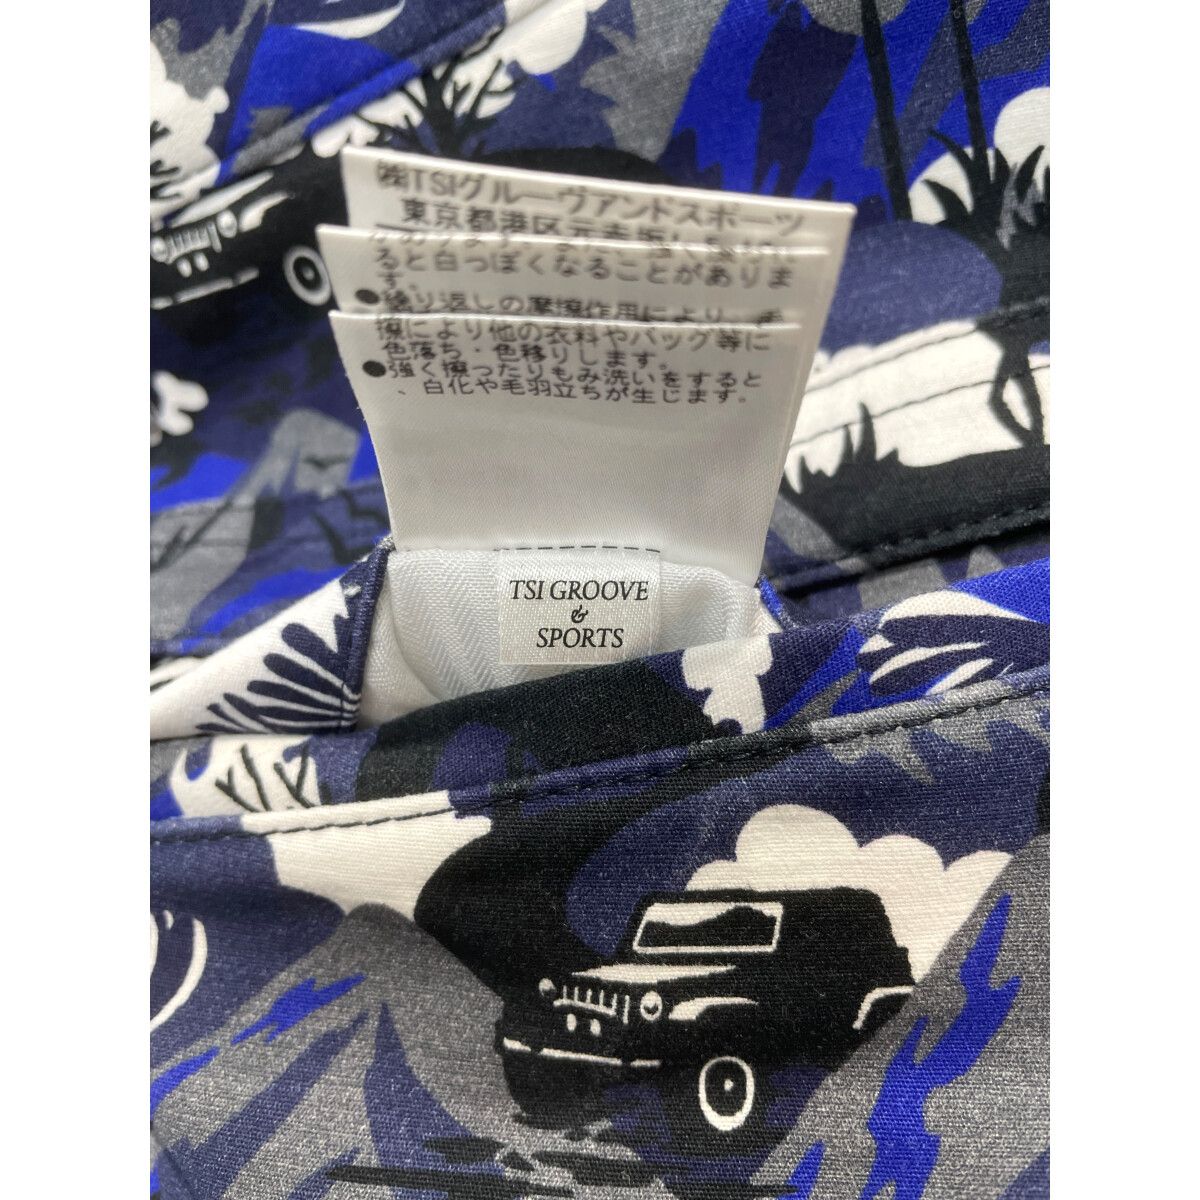 ㈱TSIグルーヴアンドスポーツ
東京都港区元赤坂
ると白っぽくなることがありま
す。
●繰り返しの摩擦作用により、毛
擦により他の衣料やバッグ等に
色落ち・色移りします。
●強く擦ったりもみ洗いをすると
、白化や毛羽立ちが生じます。
TSI GROOVE
&
SPORTS